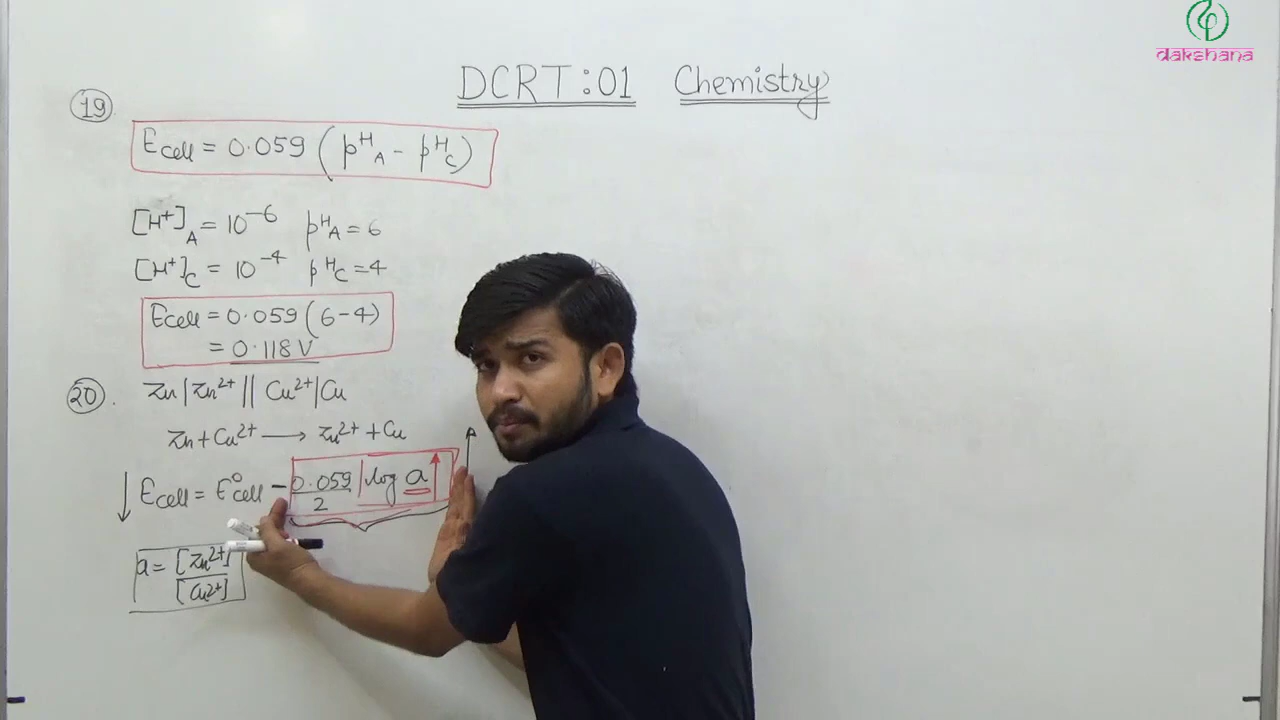 dakshana
DCRT:01 Chemistry
19
Ecell = 0.059 (pᴴA - pᴴC)
[H⁺]A = 10⁻⁶ pᴴA = 6
[H⁺]C = 10⁻⁴ pᴴC = 4
Ecell = 0.059 (6-4)
= 0.118 V
20. Zn|Zn²⁺||Cu²⁺|Cu
Zn + Cu²⁺ → Zn²⁺ + Cu
↓ Ecell = E°cell - 0.059/2 log a ↑ ↑
a = [Zn²⁺]
[Cu²⁺]